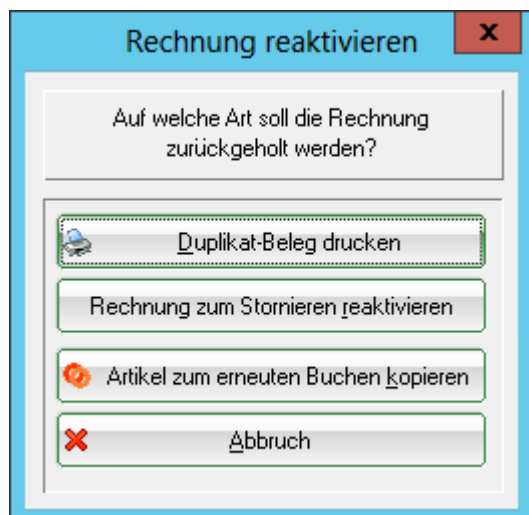 Rechnung reaktivieren
x
Auf welche Art soll die Rechnung
zurückgeholt werden?
Duplikat-Beleg drucken
Rechnung zum Stornieren reaktivieren
Artikel zum erneuten Buchen kopieren
Abbruch